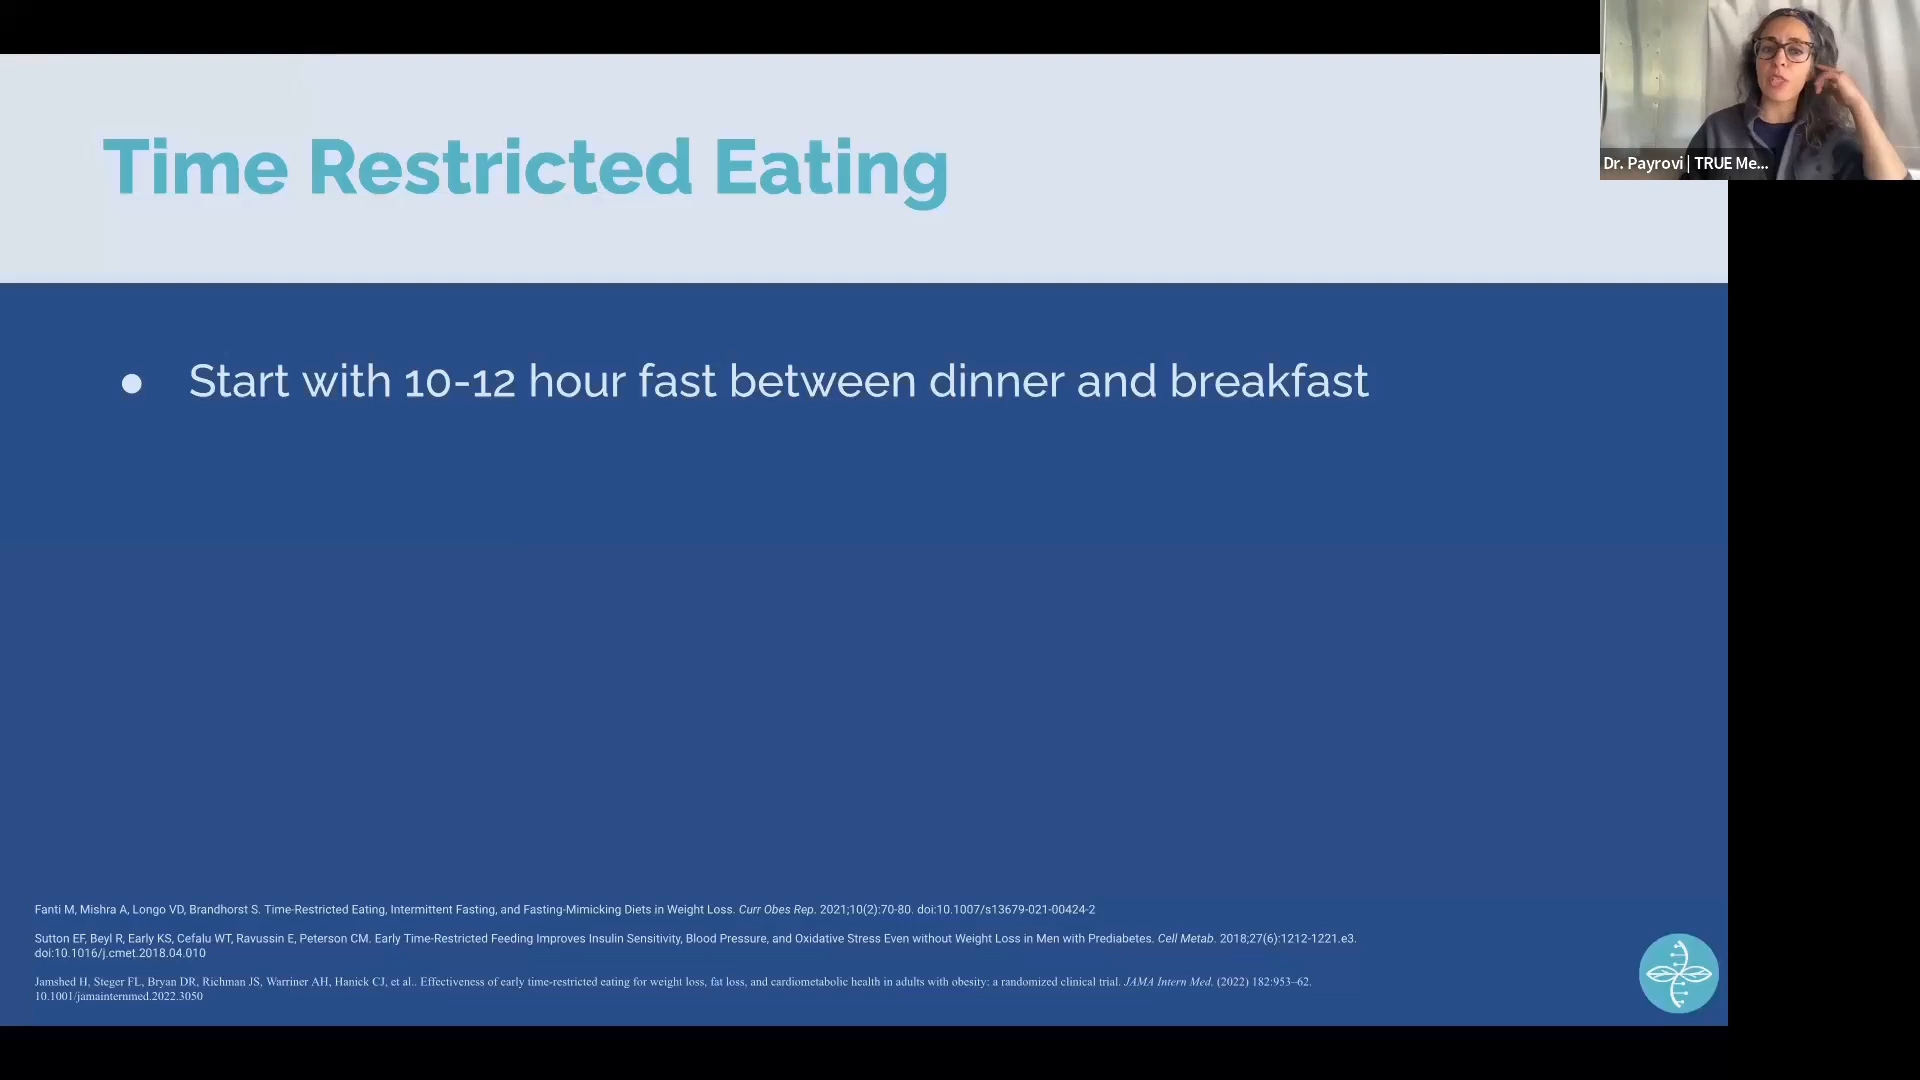 Time Restricted Eating
Dr. Payrovi | TRUE Me...
● Start with 10-12 hour fast between dinner and breakfast
Fanti M, Mishra A, Longo VD, Brandhorst S. Time-Restricted Eating, Intermittent Fasting, and Fasting-Mimicking Diets in Weight Loss. Curr Obes Rep. 2021;10(2):70-80. doi:10.1007/s13679-021-00424-2
Sutton EF, Beyl R, Early KS, Cefalu WT, Ravussin E, Peterson CM. Early Time-Restricted Feeding Improves Insulin Sensitivity, Blood Pressure, and Oxidative Stress Even without Weight Loss in Men with Prediabetes. Cell Metab. 2018;27(6):1212-1221.e3.
doi:10.1016/j.cmet.2018.04.010
Jamshed H, Steger FL, Bryan DR, Richman JS, Warriner AH, Hanick CJ, et al.. Effectiveness of early time-restricted eating for weight loss, fat loss, and cardiometabolic health in adults with obesity: a randomized clinical trial. JAMA Intern Med. (2022) 182:953–62.
10.1001/jamainternmed.2022.3050